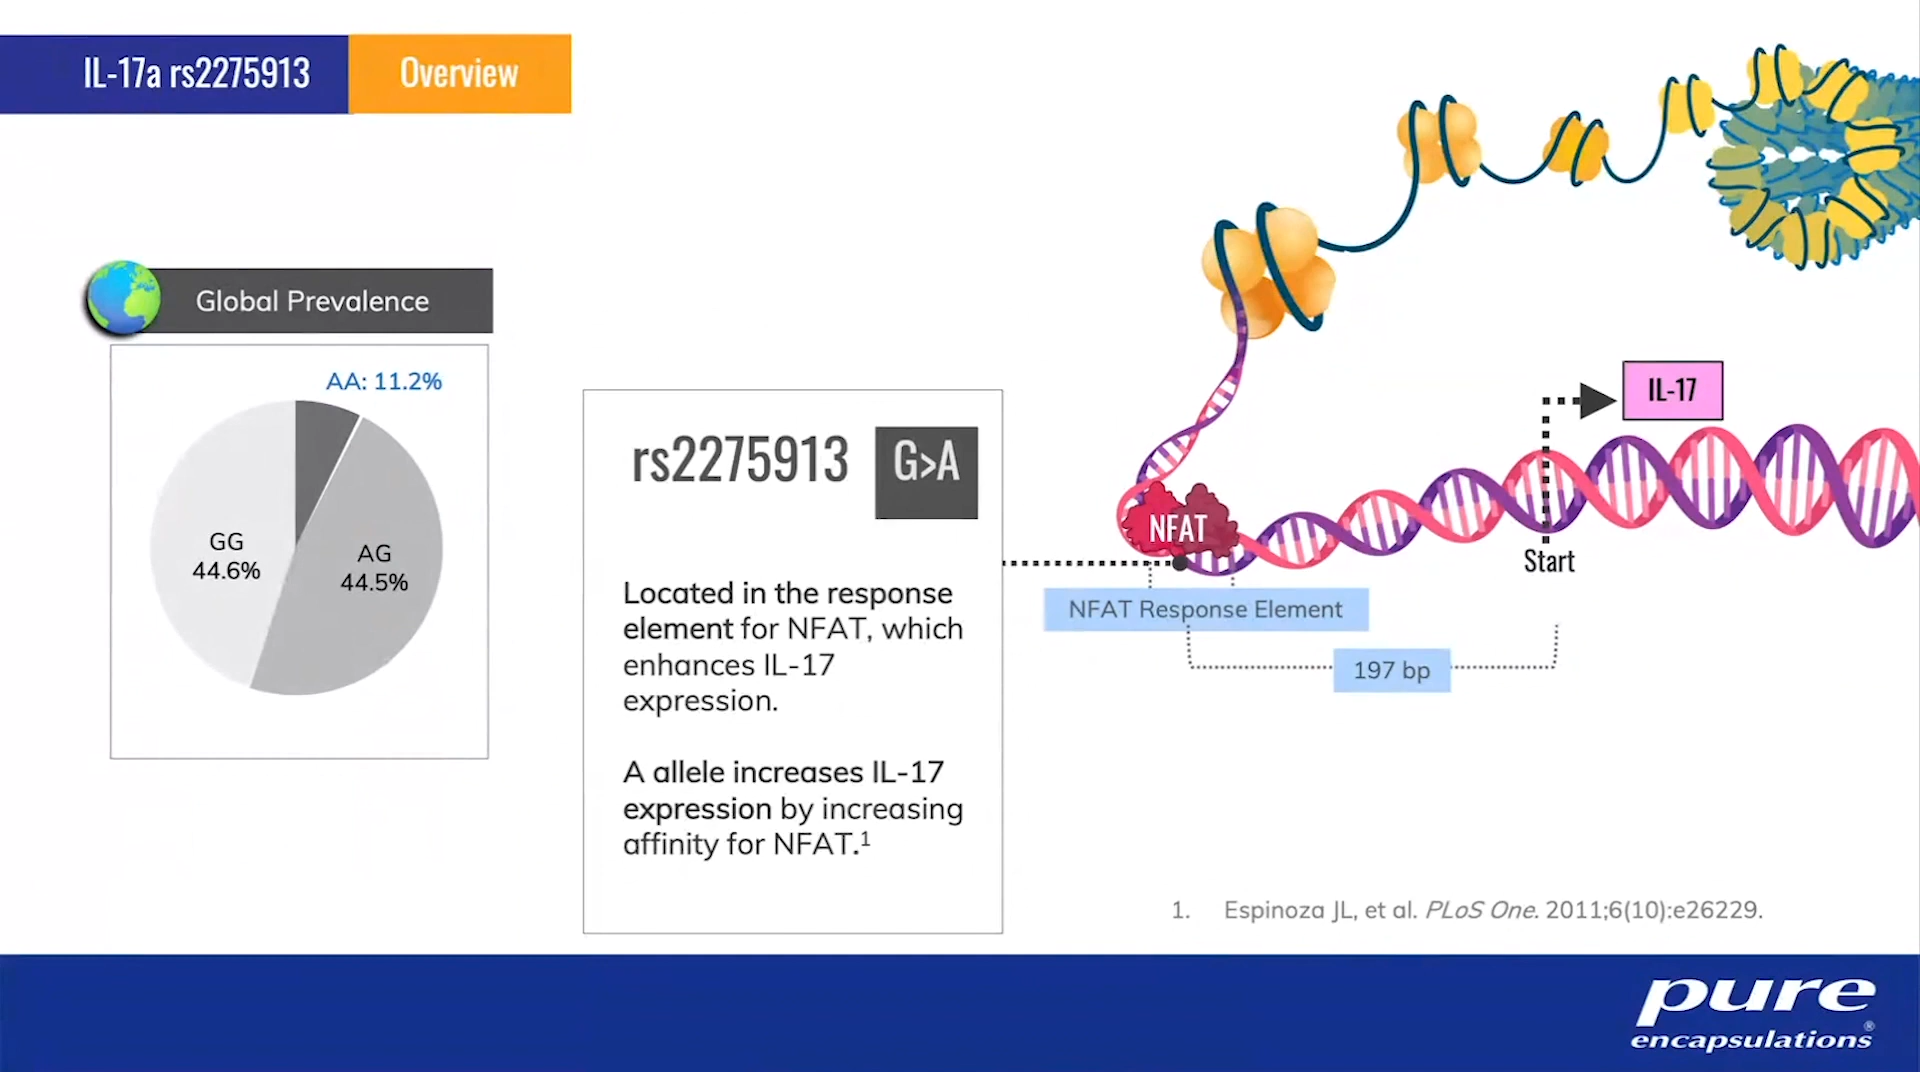 IL-17a rs2275913
Overview
Global Prevalence
AA: 11.2%
GG
44.6%
AG
44.5%
rs2275913
G>A
Located in the response
element for NFAT, which
enhances IL-17
expression.
A allele increases IL-17
expression by increasing
affinity for NFAT.¹
NFAT
IL-17
Start
NFAT Response Element
197 bp
1. Espinoza JL, et al. PLoS One. 2011;6(10):e26229.
pure
encapsulations®